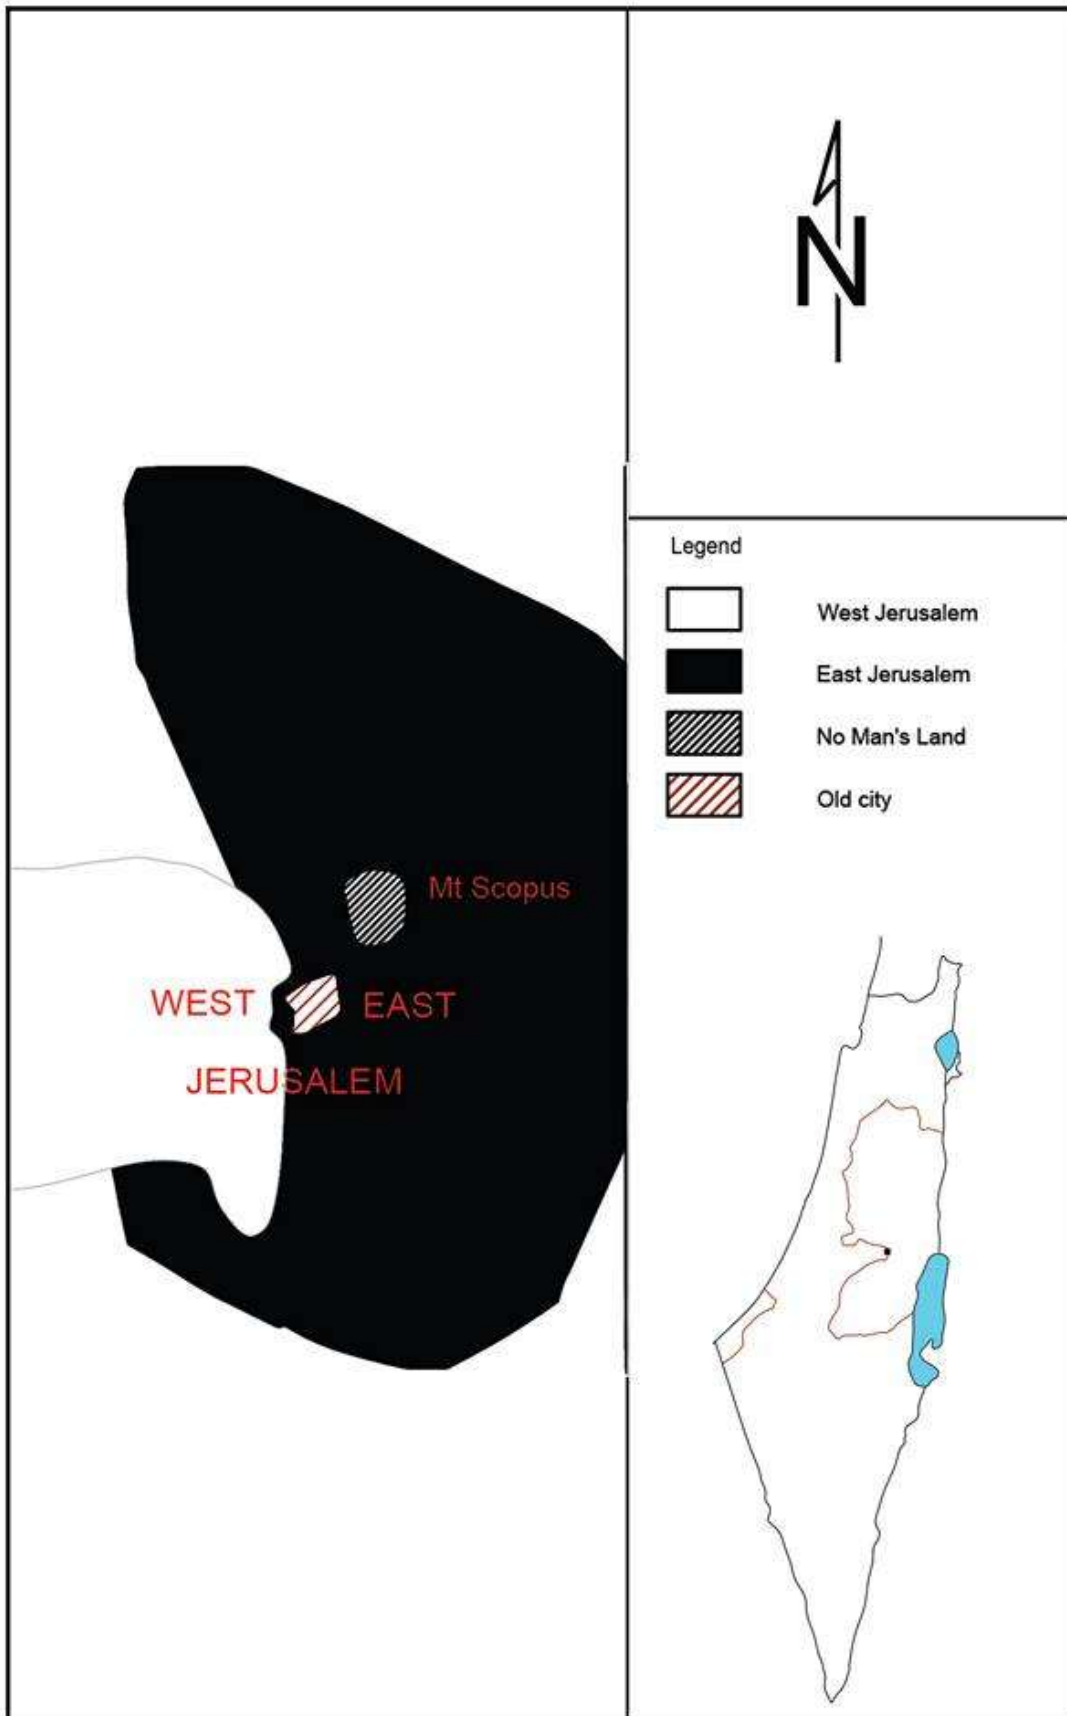 N
Legend
West Jerusalem
East Jerusalem
No Man's Land
Old city
Mt Scopus
WEST EAST
JERUSALEM